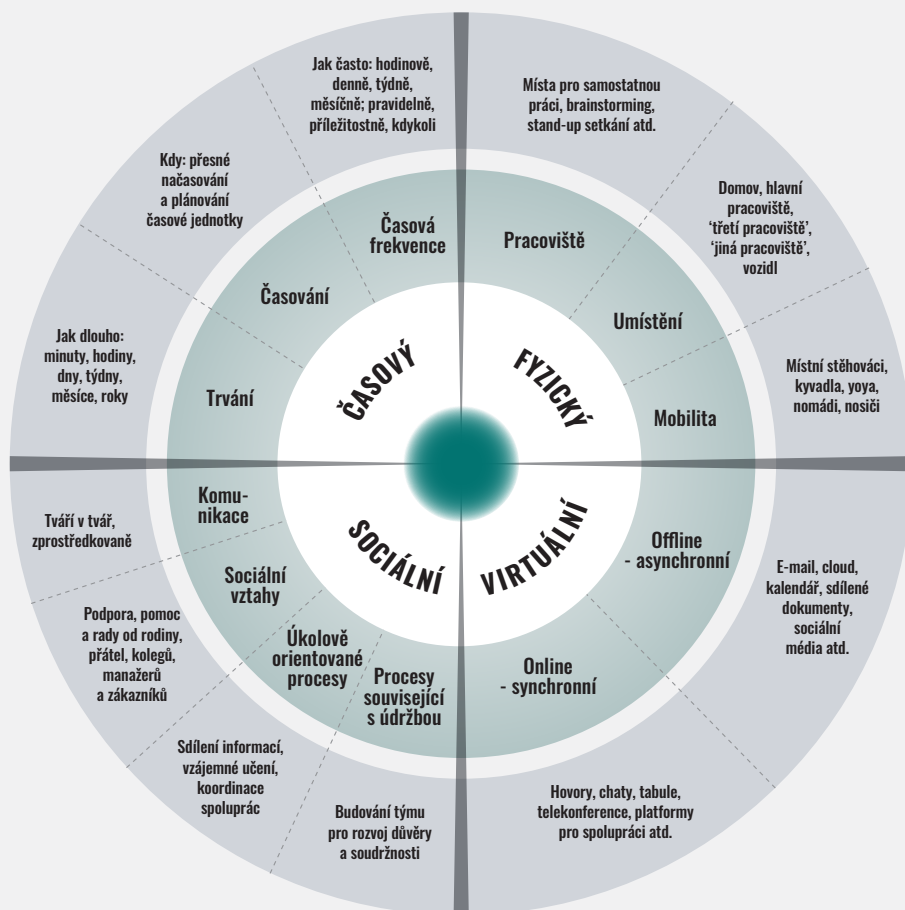 Jak často: hodinově,
denně, týdně,
měsíčně; pravidelně,
příležitostně, kdykoli
Místa pro samostatnou
práci, brainstorming,
stand-up setkání atd.
Kdy: přesné
načasování
a plánování
časové jednotky
Domov, hlavní
pracoviště,
‘třetí pracoviště’,
‘jiná pracoviště’,
vozidl
Časová
frekvence
Pracoviště
Časování
Umístění
Jak dlouho:
minuty, hodiny,
dny, týdny,
měsíce, roky
Trvání
ČASOVÝ
FYZICKÝ
Mobilita
Místní stěhováci,
kyvadla, yoya,
nomádi, nosiči
Tváří v tvář,
zprostředkovaně
Komu-
nikace
SOCIÁLNÍ
VIRTUÁLNÍ
Offline
- asynchronní
E-mail, cloud,
kalendář, sdílené
dokumenty,
sociální
média atd.
Sociální
vztahy
Podpora, pomoc
a rady od rodiny,
přátel, kolegů,
manažerů
a zákazníků
Úkolově
orientované
procesy
Procesy
související
s údržbou
Online
- synchronní
Sdílení informací,
vzájemné učení,
koordinace
spoluprác
Budování týmu
pro rozvoj důvěry
a soudržnosti
Hovory, chaty, tabule,
telekonference, platformy
pro spolupráci atd.